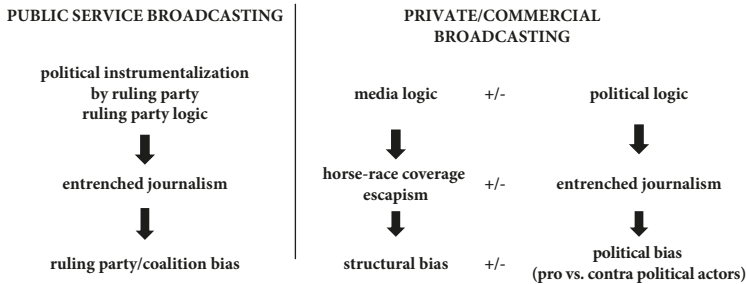 PUBLIC SERVICE BROADCASTING
political instrumentalization
by ruling party
ruling party logic
entrenched journalism
ruling party/coalition bias
PRIVATE/COMMERCIAL
BROADCASTING
media logic +/- political logic
horse-race coverage
escapism
+/- entrenched journalism
structural bias +/- political bias
(pro vs. contra political actors)